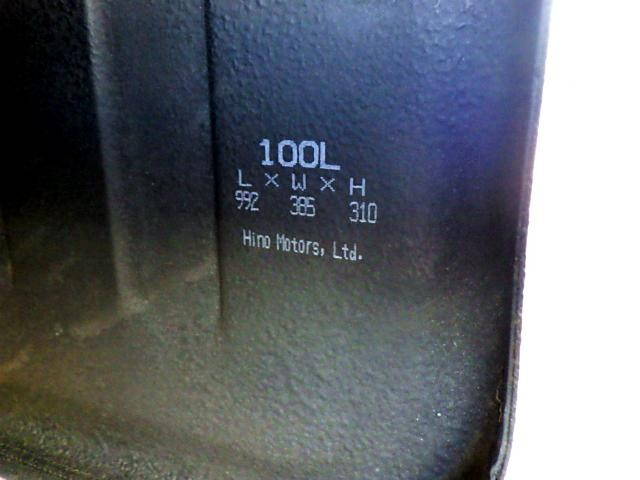 100L
L × W × H
992 385 310
Hino Motors, Ltd.